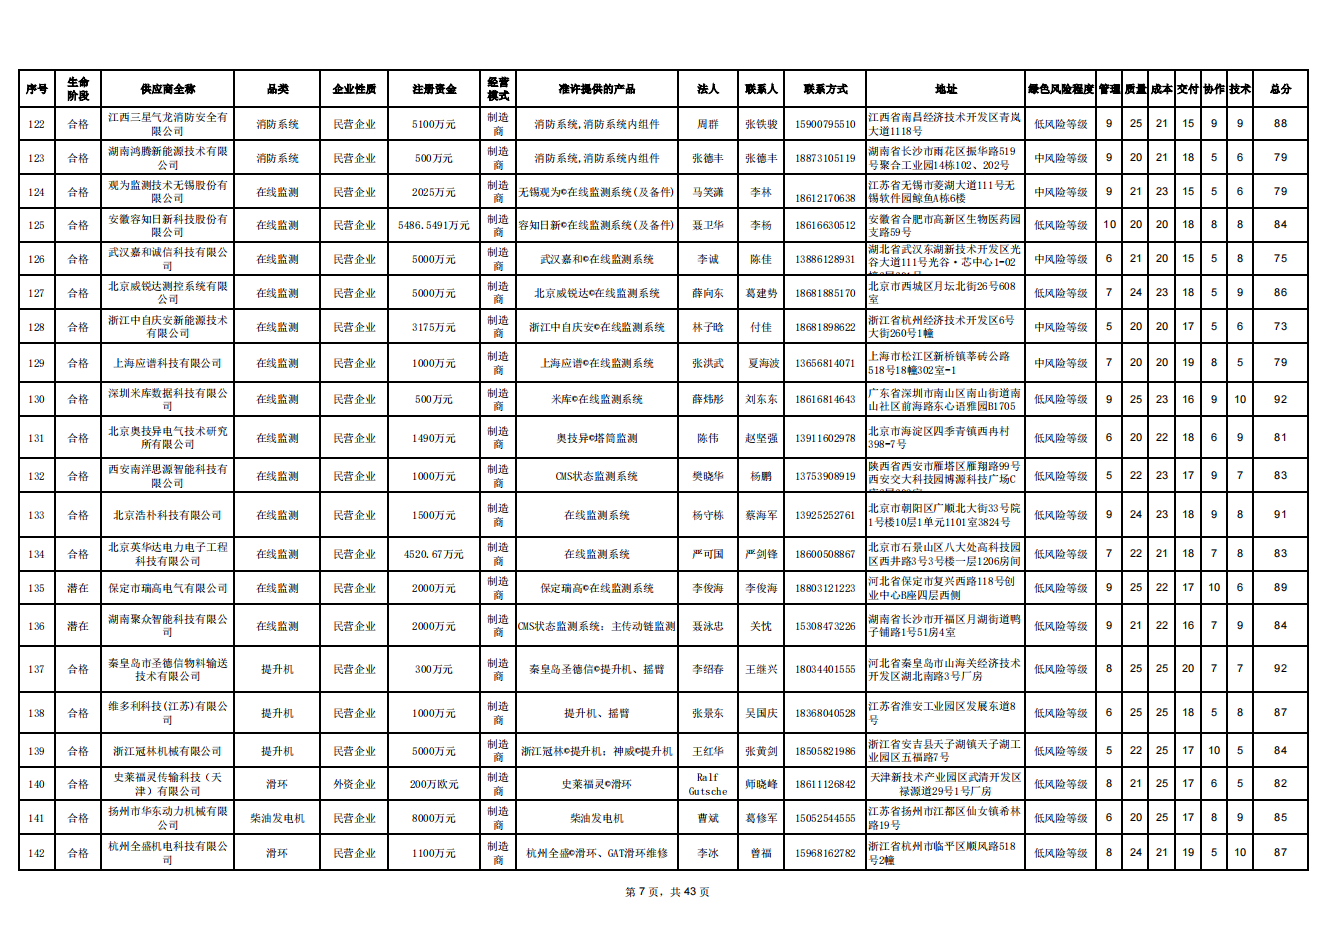 序号 生命阶段 供应商全称 品类 企业性质 注册资金 经营模式 准许提供的产品 法人 联系人 联系方式 地址 绿色风险程度 管理 质量 成本 交付 协作 技术 总分
122 合格 江西三星气龙消防安全有限公司 消防系统 民营企业 5100万元 制造商 消防系统,消防系统内组件 周群 张铁骏 15900795510 江西省南昌经济技术开发区青岚大道1118号 低风险等级 9 25 21 15 9 9 88
123 合格 湖南鸿腾新能源技术有限公司 消防系统 民营企业 500万元 制造商 消防系统,消防系统内组件 张德丰 张德丰 18873105119 湖南省长沙市雨花区振华路519号聚合工业园14栋102、202号 中风险等级 9 20 21 18 5 6 79
124 合格 观为监测技术无锡股份有限公司 在线监测 民营企业 2025万元 制造商 无锡观为©在线监测系统(及备件) 马笑潇 李林 18612170638 江苏省无锡市菱湖大道111号无锡软件园鲸鱼A栋6楼 中风险等级 9 21 23 15 5 6 79
125 合格 安徽容知日新科技股份有限公司 在线监测 民营企业 5486.5491万元 制造商 容知日新©在线监测系统(及备件) 聂卫华 李杨 18616630512 安徽省合肥市高新区生物医药园支路59号 低风险等级 10 20 20 18 8 8 84
126 合格 武汉嘉和诚信科技有限公司 在线监测 民营企业 5000万元 制造商 武汉嘉和©在线监测系统 李诚 陈佳 13886128931 湖北省武汉东湖新技术开发区光谷大道111号光谷·芯中心1-02 中风险等级 6 21 20 15 5 8 75
127 合格 北京威锐达测控系统有限公司 在线监测 民营企业 5000万元 制造商 北京威锐达©在线监测系统 薛向东 葛建势 18681885170 北京市西城区月坛北街26号608室 低风险等级 7 24 23 18 5 9 86
128 合格 浙江中自庆安新能源技术有限公司 在线监测 民营企业 3175万元 制造商 浙江中自庆安©在线监测系统 林子晗 付佳 18681898622 浙江省杭州经济技术开发区6号大街260号1幢 中风险等级 5 20 20 17 5 6 73
129 合格 上海应谱科技有限公司 在线监测 民营企业 1000万元 制造商 上海应谱©在线监测系统 张洪武 夏海波 13656814071 上海市松江区新桥镇莘砖公路518号18幢302室-1 中风险等级 7 20 20 19 8 5 79
130 合格 深圳米库数据科技有限公司 在线监测 民营企业 500万元 制造商 米库©在线监测系统 薛炜彤 刘东东 18616814643 广东省深圳市南山区南山街道南山社区前海路东心语雅园B1705 低风险等级 9 25 23 16 9 10 92
131 合格 北京奥技异电气技术研究所有限公司 在线监测 民营企业 1490万元 制造商 奥技异©塔筒监测 陈伟 赵坚强 13911602978 北京市海淀区四季青镇西冉村398-7号 低风险等级 6 20 22 18 6 9 81
132 合格 西安南洋思源智能科技有限公司 在线监测 民营企业 1000万元 制造商 CMS状态监测系统 樊晓华 杨鹏 13753908919 陕西省西安市雁塔区雁翔路99号西安交大科技园博源科技广场C 低风险等级 5 22 23 17 9 7 83
133 合格 北京浩朴科技有限公司 在线监测 民营企业 1500万元 制造商 在线监测系统 杨守栋 蔡海军 13925252761 北京市朝阳区广顺北大街33号院1号楼10层1单元1101室3824号 低风险等级 9 24 23 18 9 8 91
134 合格 北京英华达电力电子工程科技有限公司 在线监测 民营企业 4520.67万元 制造商 在线监测系统 严可国 严剑锋 18600508867 北京市石景山区八大处高科技园区西井路3号3号楼一层1206房间 低风险等级 7 22 21 18 7 8 83
135 潜在 保定市瑞高电气有限公司 在线监测 民营企业 2000万元 制造商 保定瑞高©在线监测系统 李俊海 李俊海 18803121223 河北省保定市复兴西路118号创业中心B座四层西侧 低风险等级 9 25 22 17 10 6 89
136 潜在 湖南聚众智能科技有限公司 在线监测 民营企业 2000万元 制造商 CMS状态监测系统：主传动链监测 聂泳忠 关忱 15308473226 湖南省长沙市开福区月湖街道鸭子铺路1号51房4室 低风险等级 9 21 22 16 7 9 84
137 合格 秦皇岛市圣德信物料输送技术有限公司 提升机 民营企业 300万元 制造商 秦皇岛圣德信©提升机、摇臂 李绍春 王继兴 18034401555 河北省秦皇岛市山海关经济技术开发区湖北南路3号厂房 低风险等级 8 25 25 20 7 7 92
138 合格 维多利科技(江苏)有限公司 提升机 民营企业 1000万元 制造商 提升机、摇臂 张景东 吴国庆 18368040528 江苏省淮安工业园区发展东道8号 低风险等级 6 25 25 18 5 8 87
139 合格 浙江冠林机械有限公司 提升机 民营企业 5000万元 制造商 浙江冠林©提升机；神威©提升机 王红华 张黄剑 18505821986 浙江省安吉县天子湖镇天子湖工业园区五福路7号 低风险等级 5 22 25 17 10 5 84
140 合格 史莱福灵传输科技（天津）有限公司 滑环 外资企业 200万欧元 制造商 史莱福灵©滑环 Ralf Gutsche 师晓峰 18611126842 天津新技术产业园区武清开发区禄源道29号1号厂房 低风险等级 8 21 25 17 6 5 82
141 合格 扬州市华东动力机械有限公司 柴油发电机 民营企业 8000万元 制造商 柴油发电机 曹斌 葛修军 15052544555 江苏省扬州市江都区仙女镇希林路19号 低风险等级 6 20 25 17 8 9 85
142 合格 杭州全盛机电科技有限公司 滑环 民营企业 1100万元 制造商 杭州全盛©滑环、GAT滑环维修 李冰 曾福 15968162782 浙江省杭州市临平区顺风路518号2幢 低风险等级 8 24 21 19 5 10 87
第 7 页，共 43 页